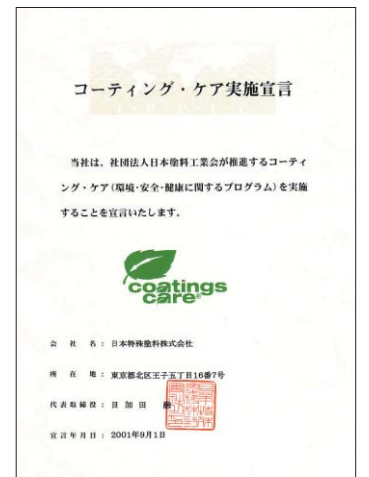 コーティング・ケア実施宣言
当社は、社団法人日本塗料工業会が推進するコーティ
ング・ケア（環境・安全・健康に関するプログラム）を実施
することを宣言いたします。
coatings
care®
会社名：日本特殊塗料株式会社
所在地：東京都北区王子五丁目16番7号
代表取締役：目加田 融
宣言年月日：2001年9月1日